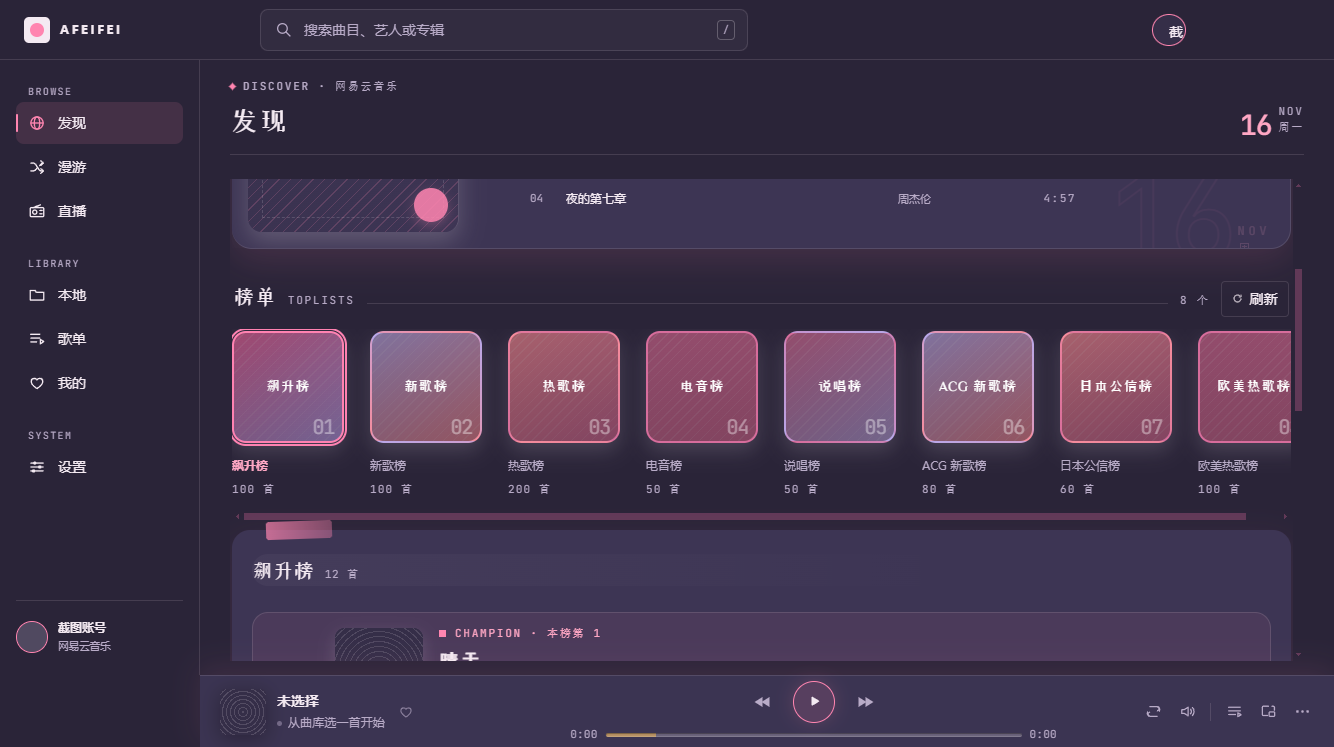 AFEIFEI
搜索曲目、艺人或专辑
/
截
BROWSE
发现
漫游
直播
LIBRARY
本地
歌单
我的
SYSTEM
设置
截图账号
网易云音乐
DISCOVER · 网易云音乐
发现
16 NOV 周一
04 夜的第七章 周杰伦 4:57
16 NOV
榜单 TOPLISTS 8 个 刷新
飙升榜 01
新歌榜 02
热歌榜 03
电音榜 04
说唱榜 05
ACG 新歌榜 06
日本公信榜 07
欧美热歌榜
飙升榜
100 首
新歌榜
100 首
热歌榜
200 首
电音榜
50 首
说唱榜
50 首
ACG 新歌榜
80 首
日本公信榜
60 首
欧美热歌榜
100 首
飙升榜 12 首
CHAMPION · 本榜第 1
晴天
未选择
从曲库选一首开始
0:00
0:00